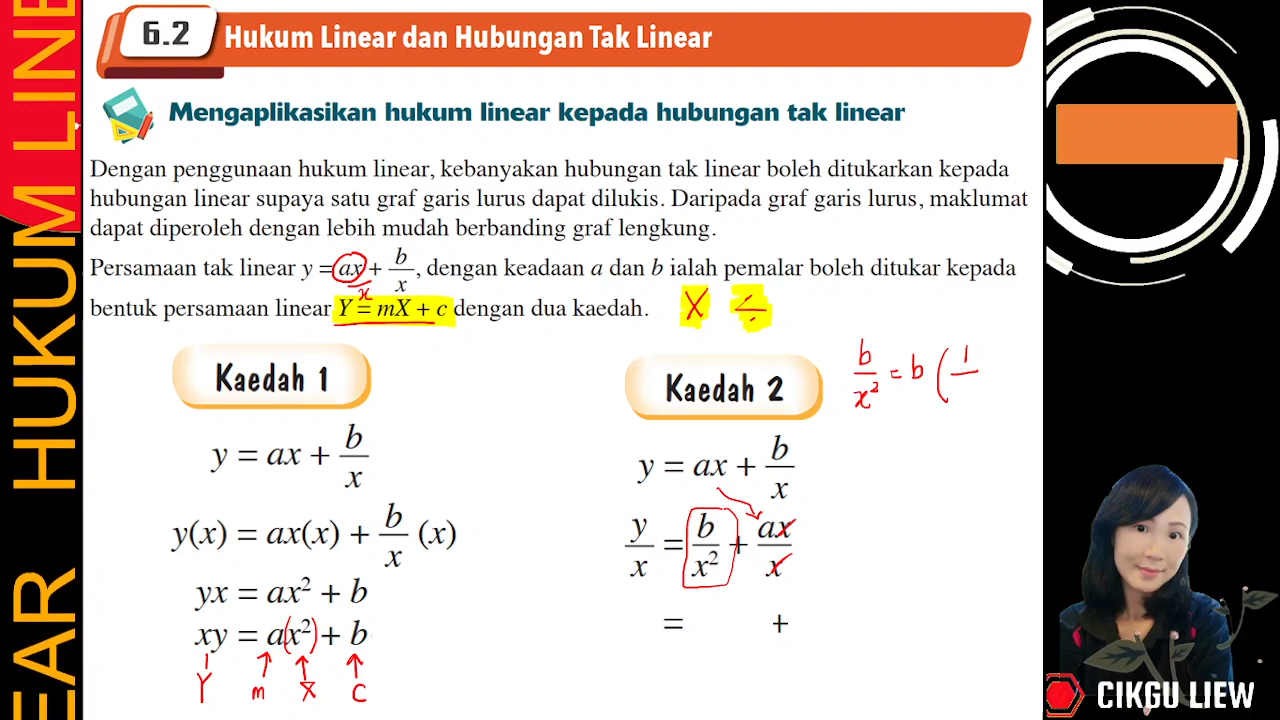 EAR HUKUM LINE
6.2 Hukum Linear dan Hubungan Tak Linear
Mengaplikasikan hukum linear kepada hubungan tak linear
Dengan penggunaan hukum linear, kebanyakan hubungan tak linear boleh ditukarkan kepada
hubungan linear supaya satu graf garis lurus dapat dilukis. Daripada graf garis lurus, maklumat
dapat diperoleh dengan lebih mudah berbanding graf lengkung.
Persamaan tak linear y = ax + b/x, dengan keadaan a dan b ialah pemalar boleh ditukar kepada
x
bentuk persamaan linear Y = mX + c dengan dua kaedah. X ÷
Kaedah 1
y = ax + b/x
y(x) = ax(x) + b/x (x)
yx = ax² + b
xy = a(x²) + b
Y m X C
Kaedah 2
b/x² = b (1/
y = ax + b/x
y/x = b/x² + ax/x
= +
CIKGU LIEW